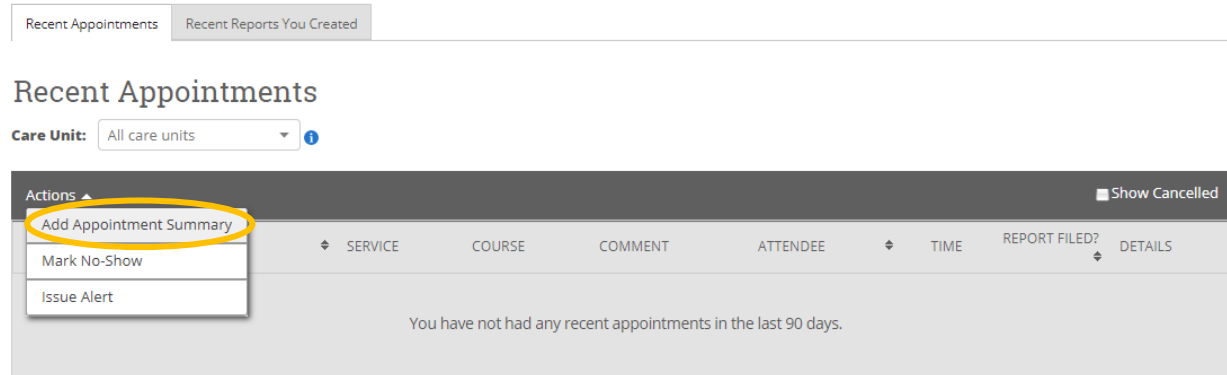 Recent Appointments Recent Reports You Created
Recent Appointments
Care Unit: All care units
Actions Show Cancelled
Add Appointment Summary
SERVICE COURSE COMMENT ATTENDEE TIME REPORT FILED? DETAILS
Mark No-Show
Issue Alert
You have not had any recent appointments in the last 90 days.